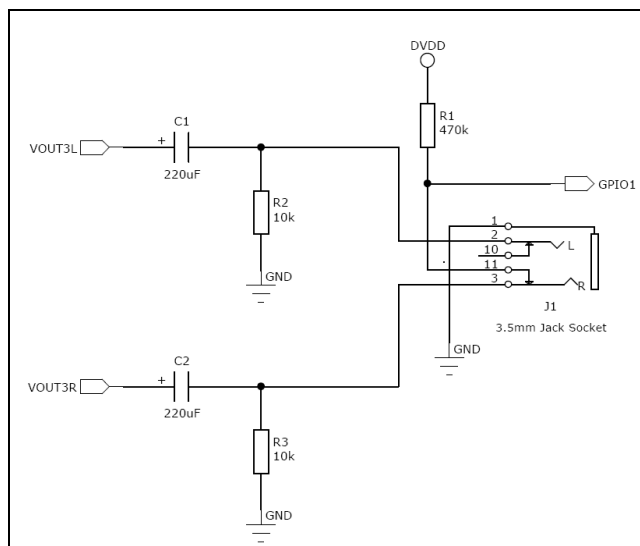 DVDD
R1
470k
GPIO1
C1
+
VOUT3L
220uF
R2
10k
GND
1
2
10
11
3
L
R
J1
3.5mm Jack Socket
GND
C2
+
VOUT3R
220uF
R3
10k
GND